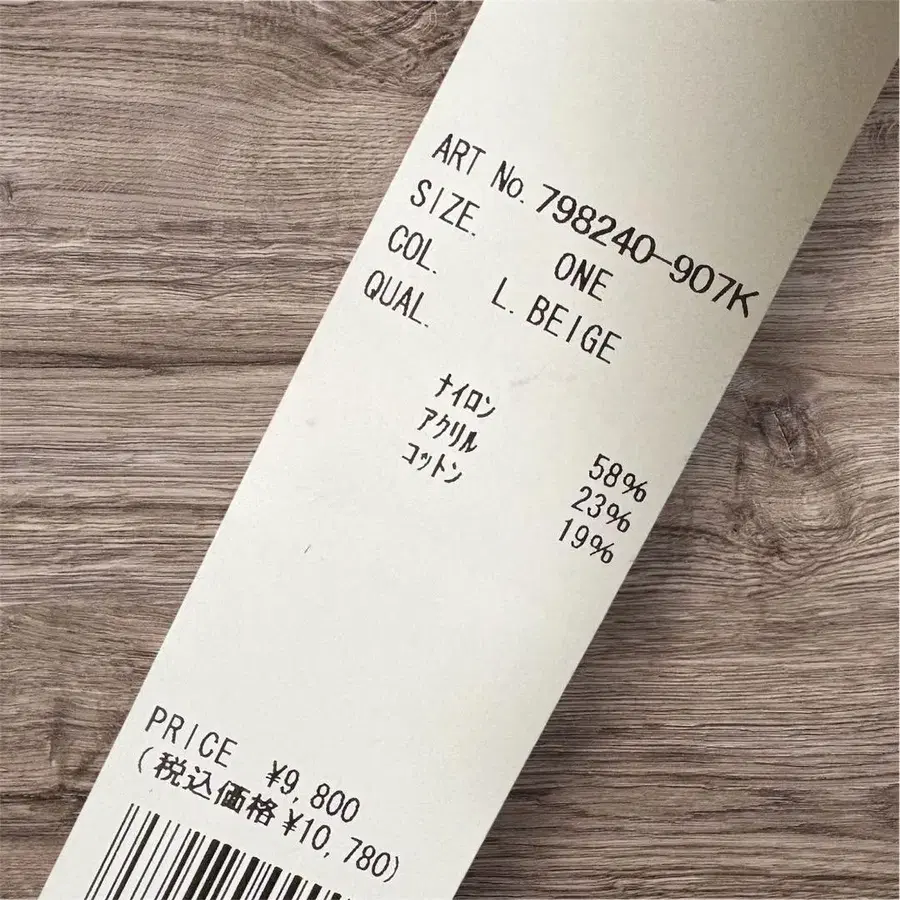 ART No. 798240-907K
SIZE. ONE
COL. L.BEIGE
QUAL.
ﾅｲﾛﾝ 58%
ｱｸﾘﾙ 23%
ｺｯﾄﾝ 19%
PRICE ¥9,800
(税込価格¥10,780)